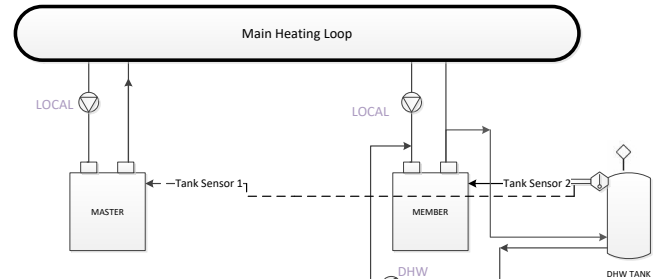 Main Heating Loop
LOCAL
LOCAL
Tank Sensor 1
Tank Sensor 2
MASTER
MEMBER
DHW
DHW TANK